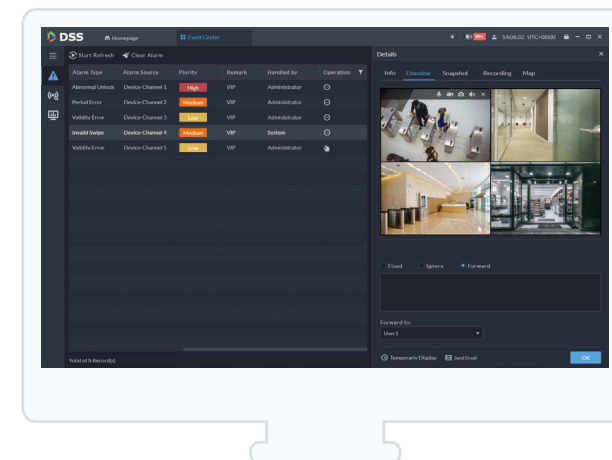 DSS Homepage Event Center 14:06:32 UTC+00:00
Start Refresh Clear Alarm Details
Alarm Type Alarm Source Piority Remark Handled by Operation Info Liveview Snapshot Recording Map
Abnormal Unlock Device-Channel 1 High VIP Administrator
Period Error Device-Channel 2 Medium VIP Administrator
Validity Error Device-Channel 3 Low VIP Administrator
Invalid Swipe Device-Channel 4 Medium VIP System
Validity Error Device-Channel 5 Low VIP Administrator
Fixed Ignore Forward
Forward to:
User1
Total of 5 Record(s) Temporarily Display Send Email OK